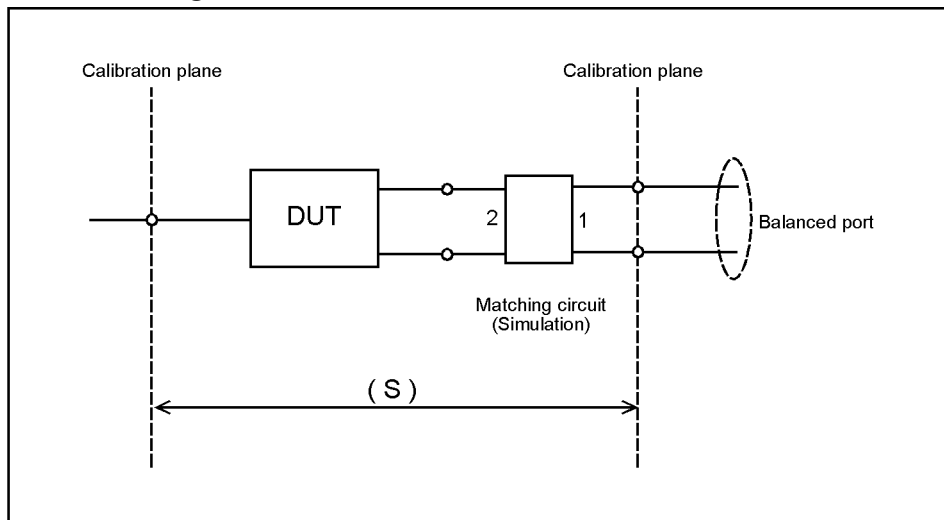 Calibration plane
Calibration plane
DUT
2
1
Balanced port
Matching circuit
(Simulation)
( S )